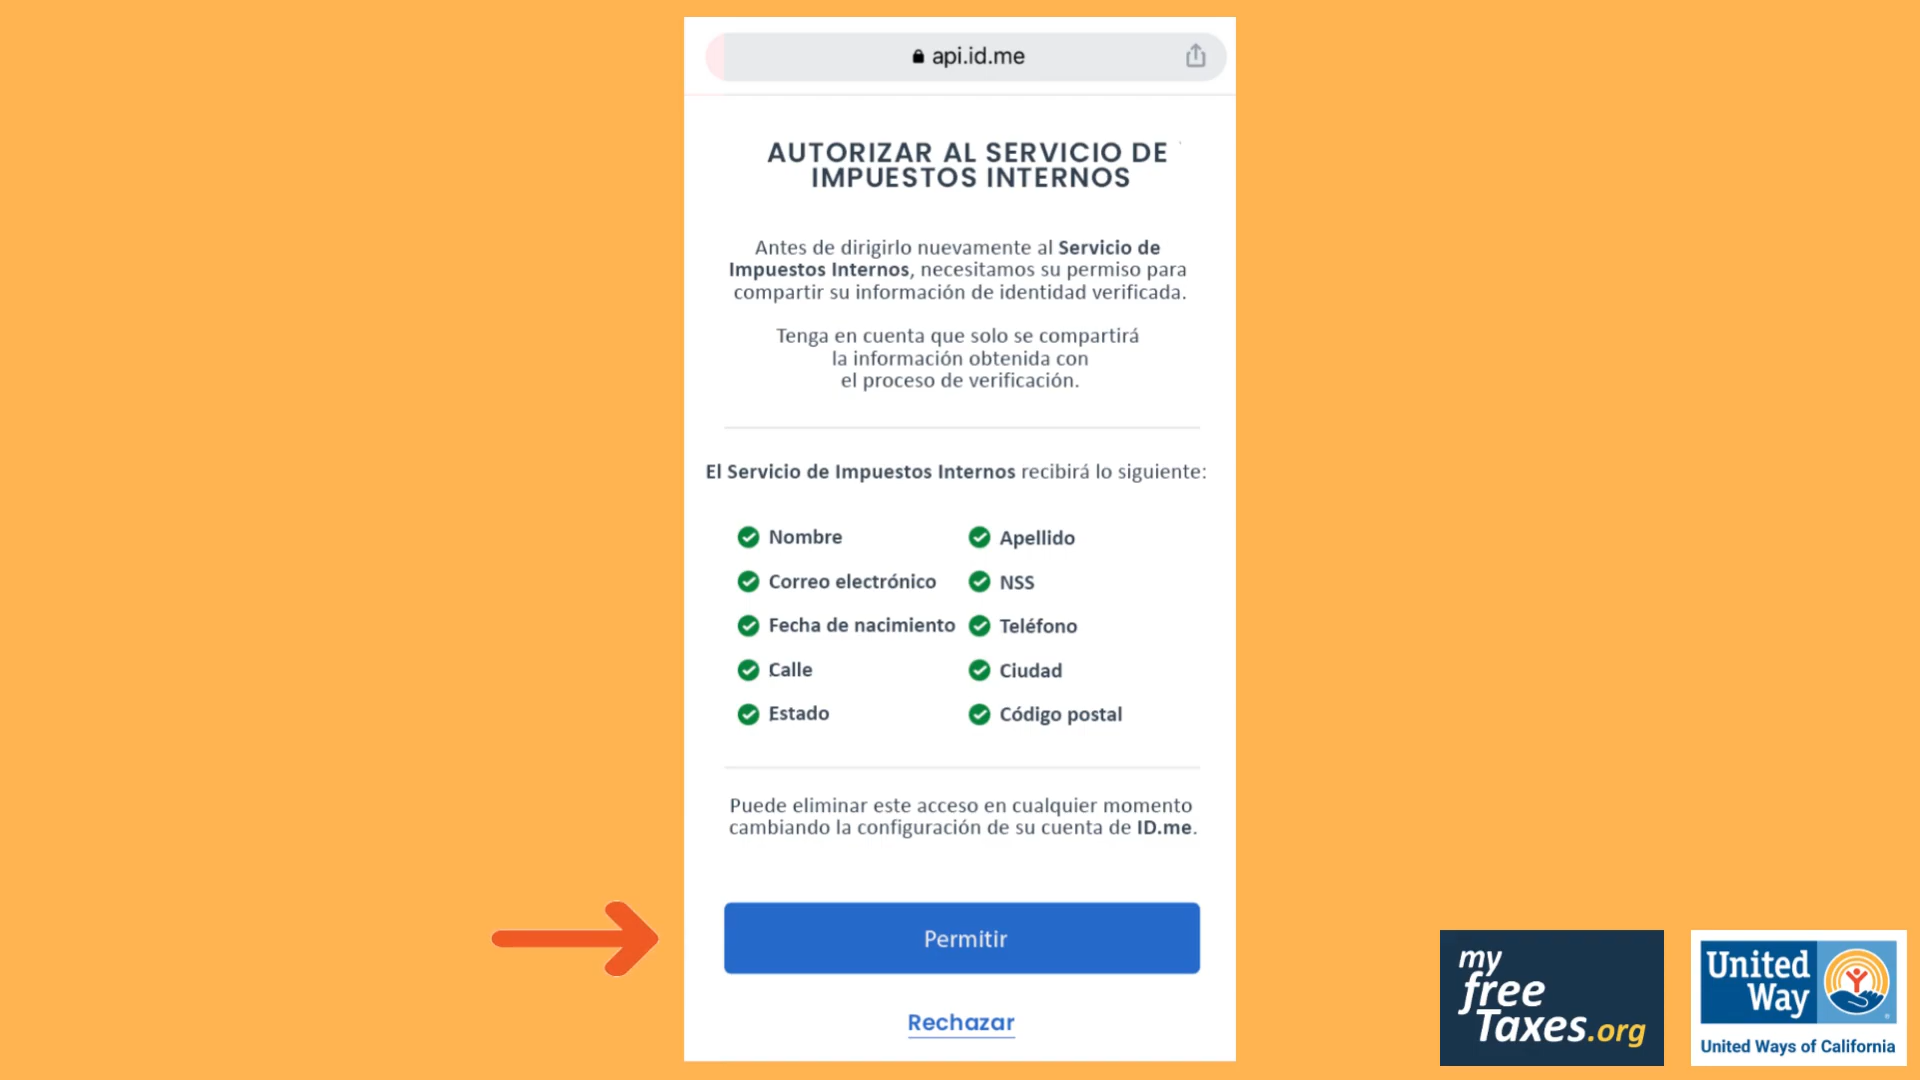 api.id.me
AUTORIZAR AL SERVICIO DE
IMPUESTOS INTERNOS
Antes de dirigirlo nuevamente al Servicio de
Impuestos Internos, necesitamos su permiso para
compartir su información de identidad verificada.
Tenga en cuenta que solo se compartirá
la información obtenida con
el proceso de verificación.
El Servicio de Impuestos Internos recibirá lo siguiente:
Nombre
Apellido
Correo electrónico
NSS
Fecha de nacimiento
Teléfono
Calle
Ciudad
Estado
Código postal
Puede eliminar este acceso en cualquier momento
cambiando la configuración de su cuenta de ID.me.
Permitir
Rechazar
my
free
Taxes.org
United
Way
United Ways of California